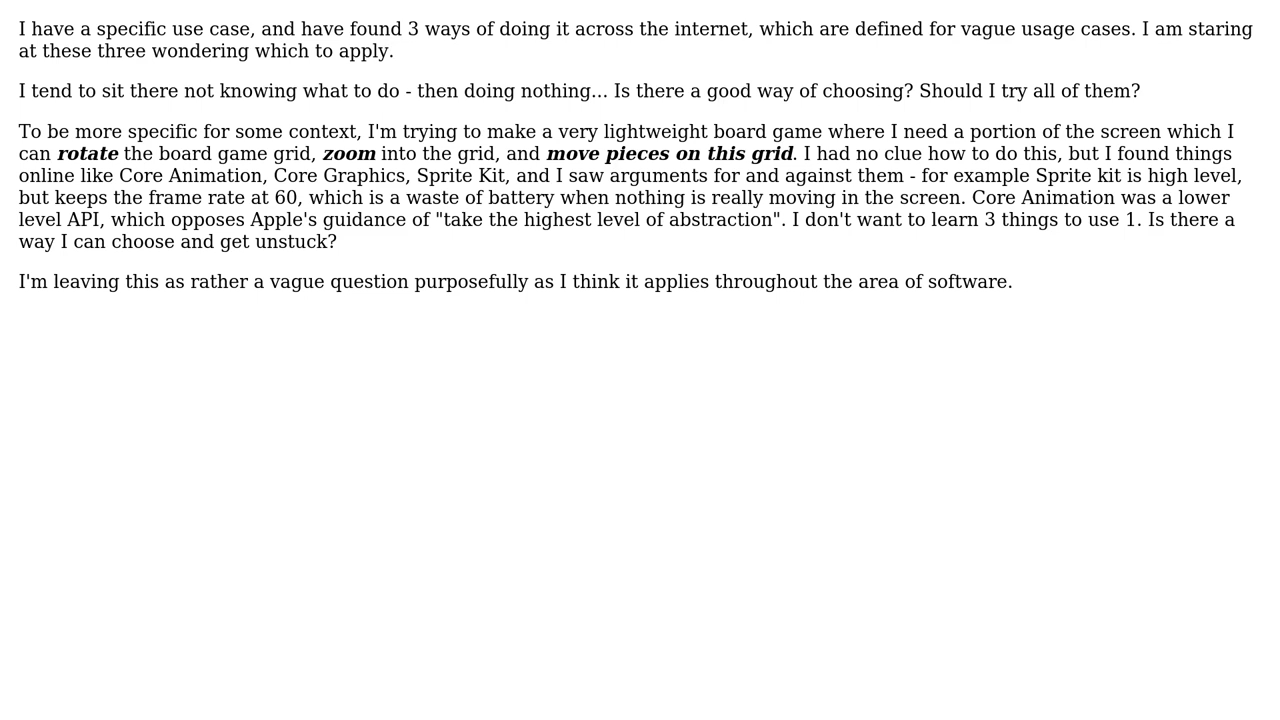 I have a specific use case, and have found 3 ways of doing it across the internet, which are defined for vague usage cases. I am staring
at these three wondering which to apply.
I tend to sit there not knowing what to do - then doing nothing... Is there a good way of choosing? Should I try all of them?
To be more specific for some context, I'm trying to make a very lightweight board game where I need a portion of the screen which I
can rotate the board game grid, zoom into the grid, and move pieces on this grid. I had no clue how to do this, but I found things
online like Core Animation, Core Graphics, Sprite Kit, and I saw arguments for and against them - for example Sprite kit is high level,
but keeps the frame rate at 60, which is a waste of battery when nothing is really moving in the screen. Core Animation was a lower
level API, which opposes Apple's guidance of "take the highest level of abstraction". I don't want to learn 3 things to use 1. Is there a
way I can choose and get unstuck?
I'm leaving this as rather a vague question purposefully as I think it applies throughout the area of software.